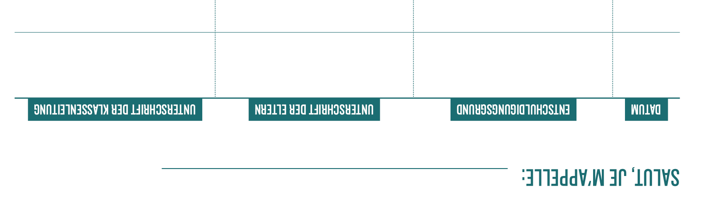 SALUT, JE M'APPELLE:
DATUM ENTSCHULDIGUNGSGRUND UNTERSCHRIFT DER ELTERN UNTERSCHRIFT DER KLASSENLEITUNG